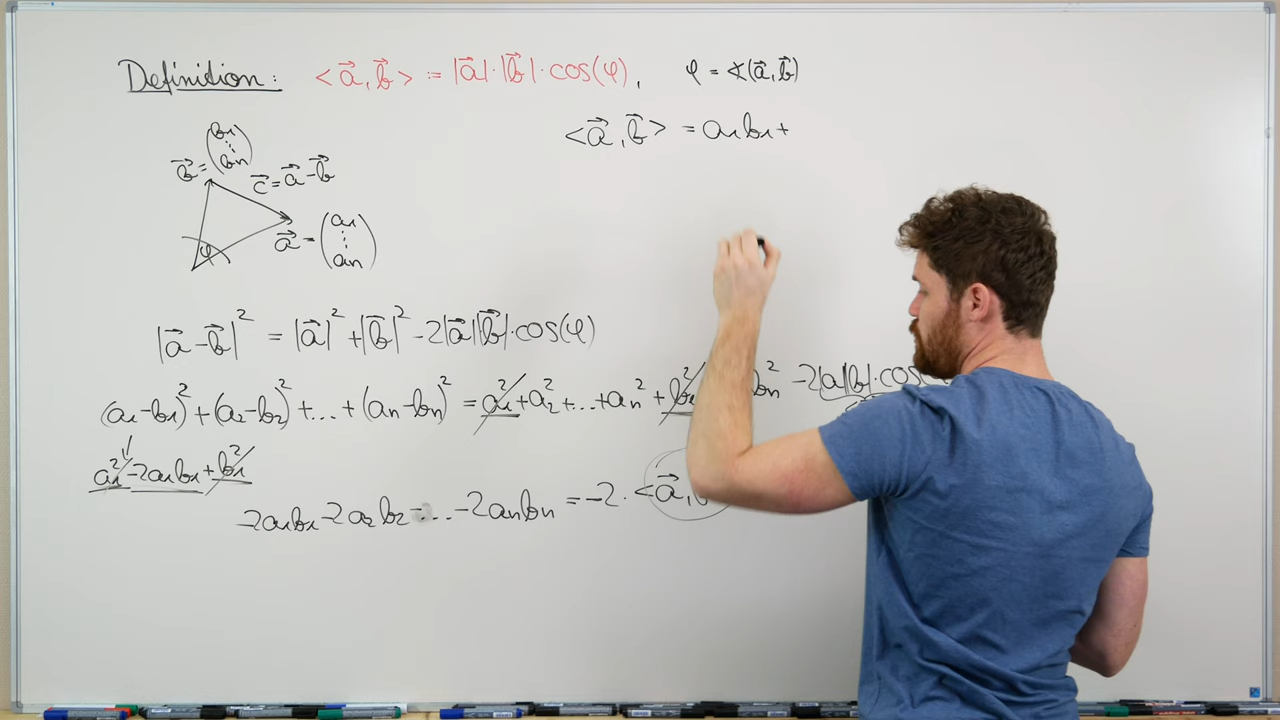 Definition: <a⃗, b⃗> := |a⃗|·|b⃗|·cos(φ), φ = ∢(a⃗, b⃗)
<a⃗, b⃗> = a₁b₁+
b⃗ = (b₁ ⋮ bₙ)
c⃗ = a⃗ - b⃗
φ
a⃗ = (a₁ ⋮ aₙ)
|a⃗ - b⃗|² = |a⃗|² + |b⃗|² - 2|a⃗||b⃗|·cos(φ)
(a₁-b₁)² + (a₂-b₂)² + ... + (aₙ-bₙ)² = a₁² + a₂² + ... + aₙ² + b₁² bₙ² - 2|a||b|·cos
a₁² - 2a₁b₁ + b₁²
-2a₁b₁ - 2a₂b₂ - ... - 2aₙbₙ = -2·<a⃗,